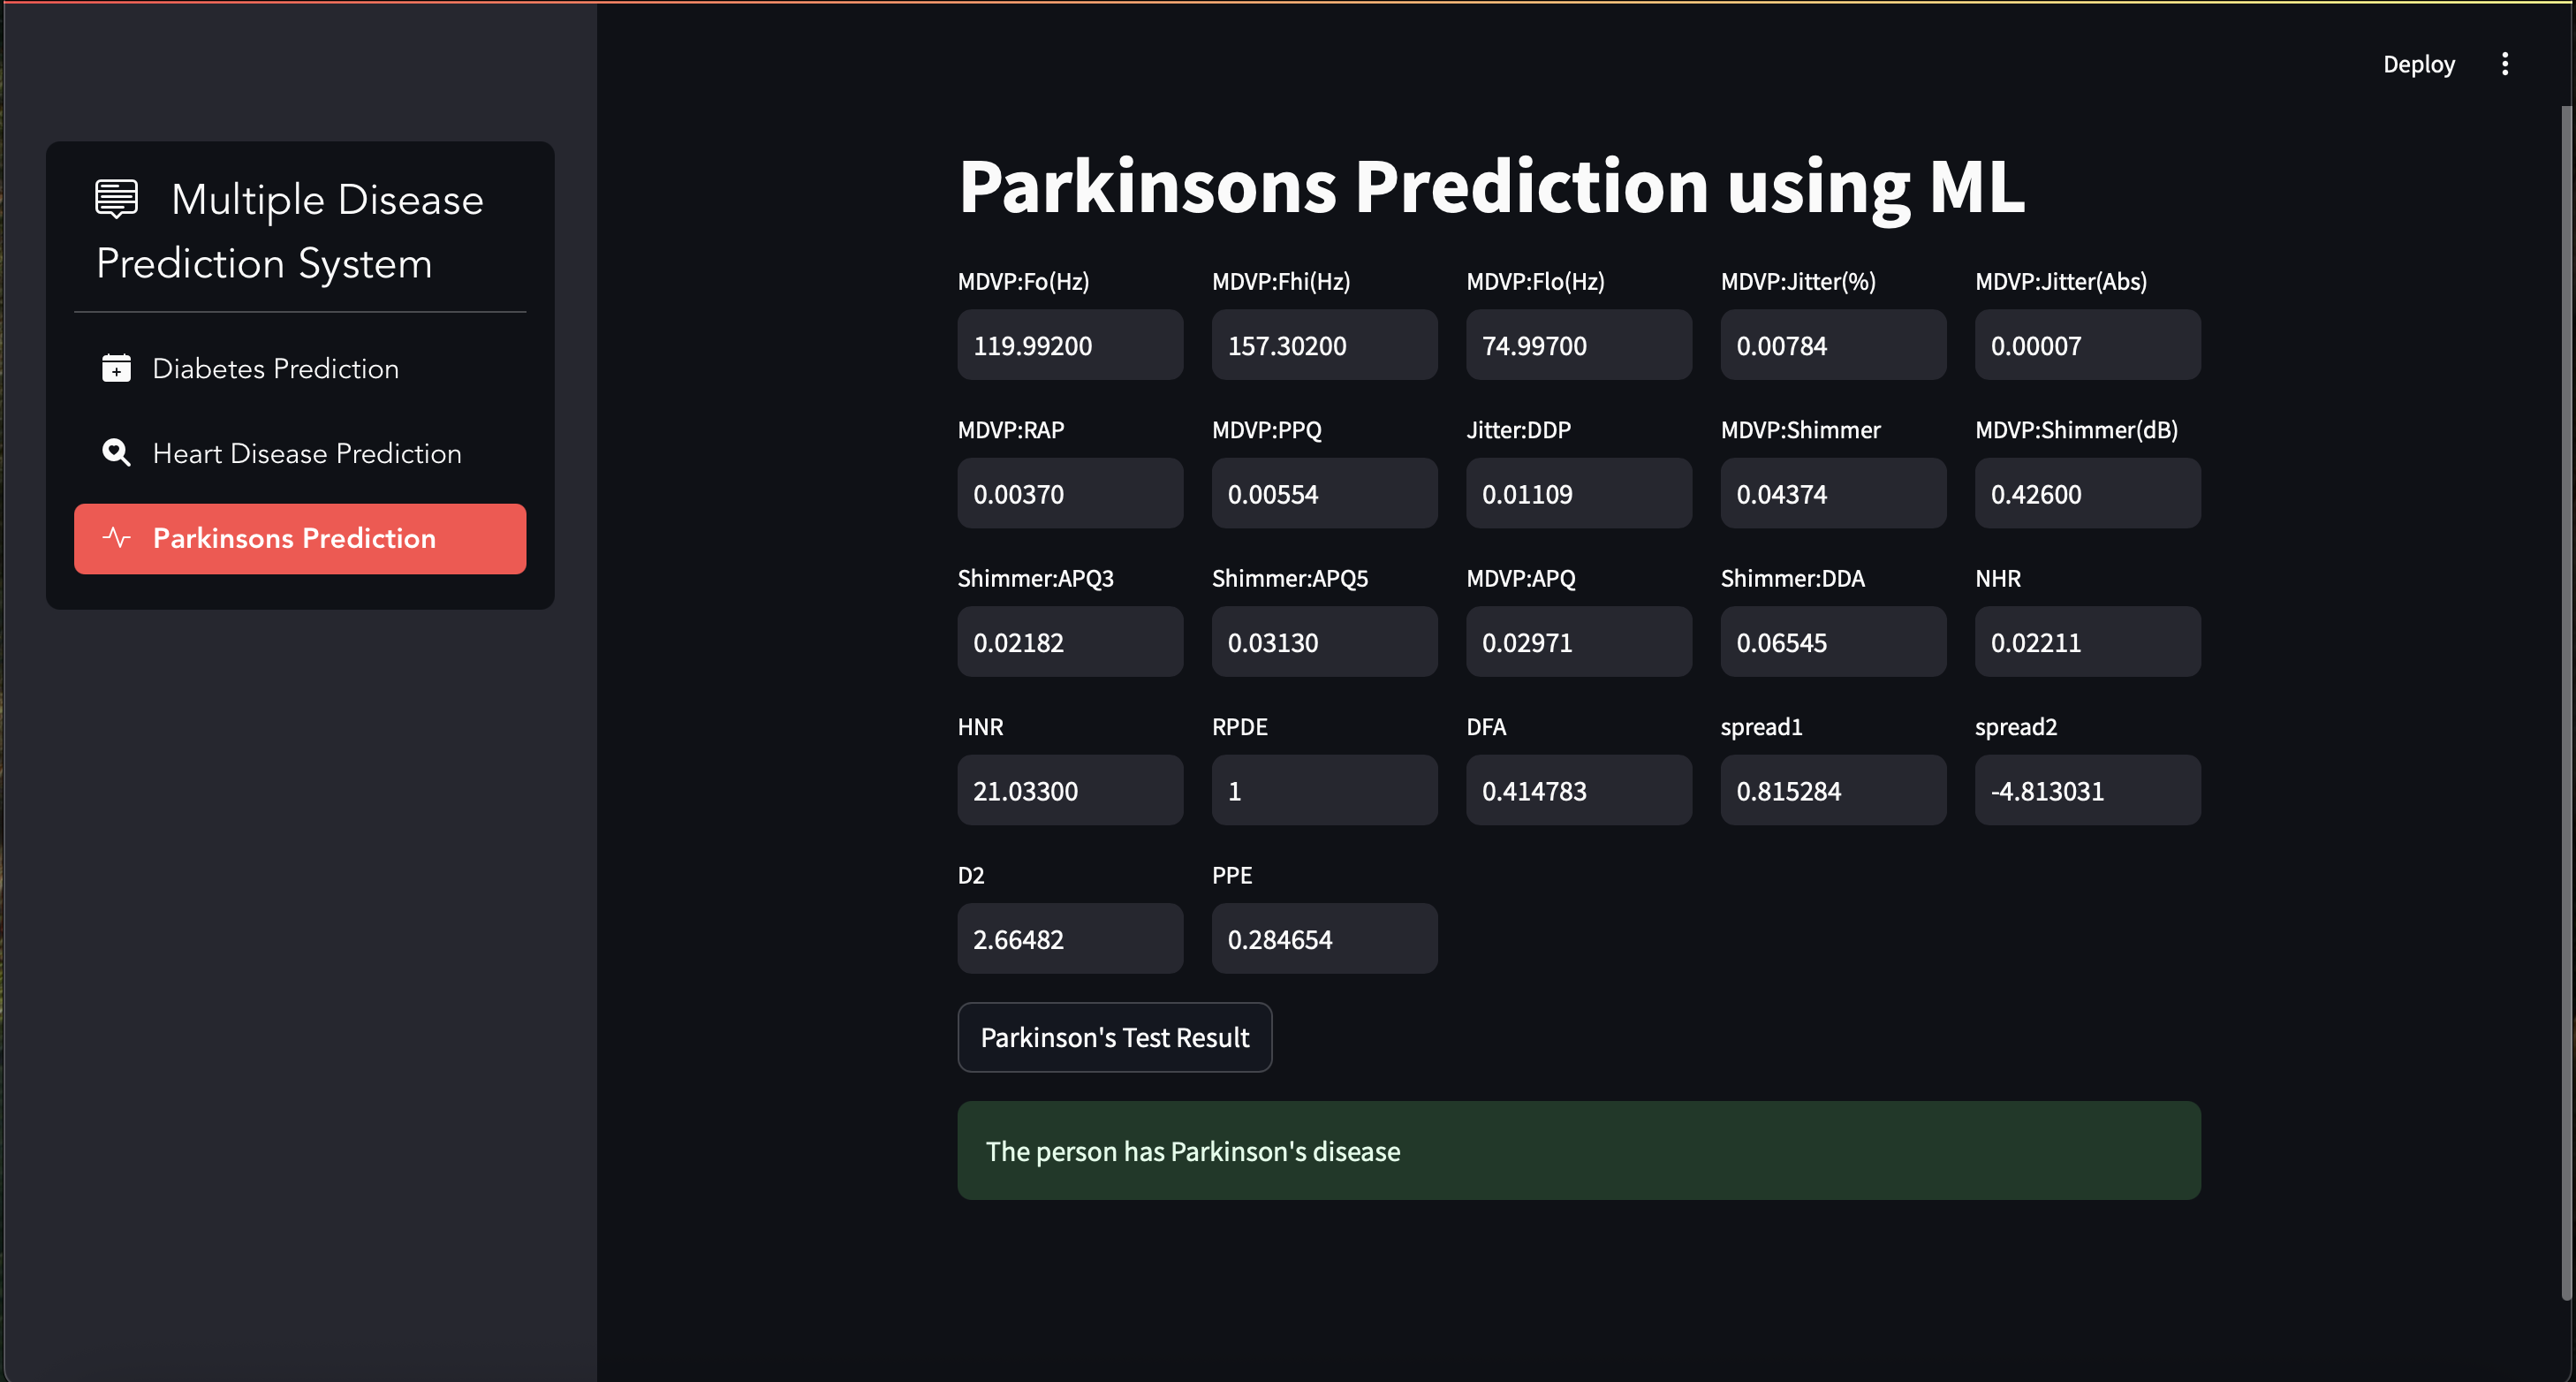 Deploy
Multiple Disease
Prediction System
Diabetes Prediction
Heart Disease Prediction
Parkinsons Prediction
Parkinsons Prediction using ML
MDVP:Fo(Hz) MDVP:Fhi(Hz) MDVP:Flo(Hz) MDVP:Jitter(%) MDVP:Jitter(Abs)
119.99200 157.30200 74.99700 0.00784 0.00007
MDVP:RAP MDVP:PPQ Jitter:DDP MDVP:Shimmer MDVP:Shimmer(dB)
0.00370 0.00554 0.01109 0.04374 0.42600
Shimmer:APQ3 Shimmer:APQ5 MDVP:APQ Shimmer:DDA NHR
0.02182 0.03130 0.02971 0.06545 0.02211
HNR RPDE DFA spread1 spread2
21.03300 1 0.414783 0.815284 -4.813031
D2 PPE
2.66482 0.284654
Parkinson's Test Result
The person has Parkinson's disease